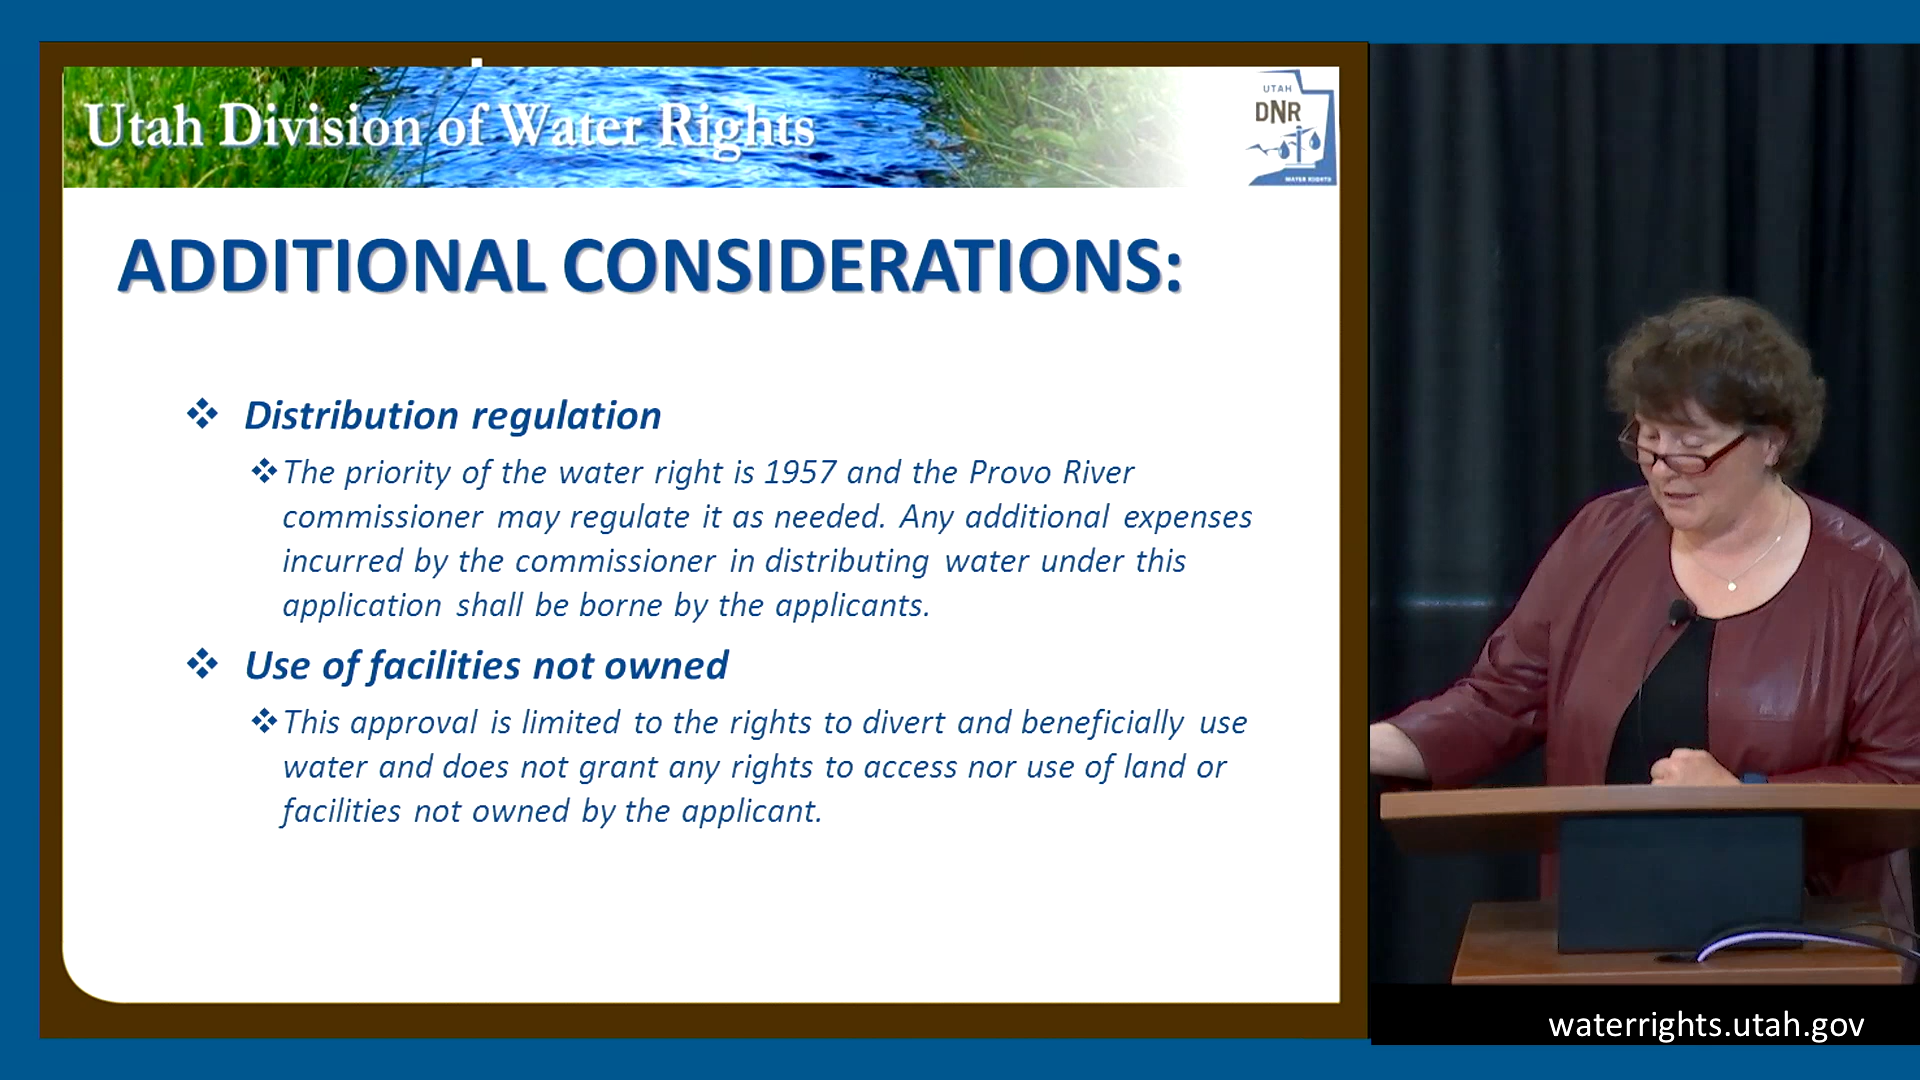 Utah Division of Water Rights
UTAH
DNR
WATER RIGHTS
ADDITIONAL CONSIDERATIONS:
Distribution regulation
The priority of the water right is 1957 and the Provo River
commissioner may regulate it as needed. Any additional expenses
incurred by the commissioner in distributing water under this
application shall be borne by the applicants.
Use of facilities not owned
This approval is limited to the rights to divert and beneficially use
water and does not grant any rights to access nor use of land or
facilities not owned by the applicant.
waterrights.utah.gov